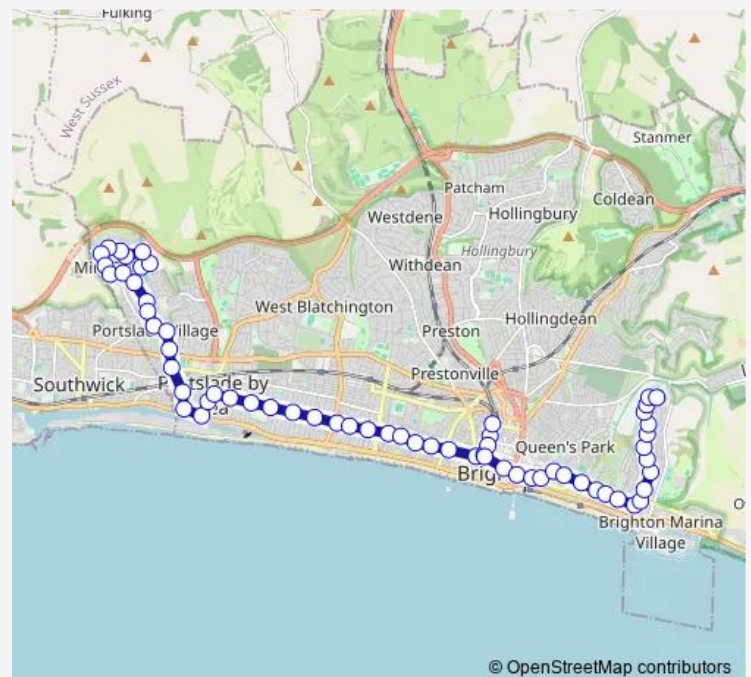 Fulking
West Sussex
Stanmer
Patcham
Coldean
Westdene
Hollingbury
Hollingbury
Withdean
West Blatchington
Hollingdean
Portslade Village
Preston
Prestonville
Southwick
Portslade by
Queen's Park
Brighton Marina
Village
© OpenStreetMap contributors